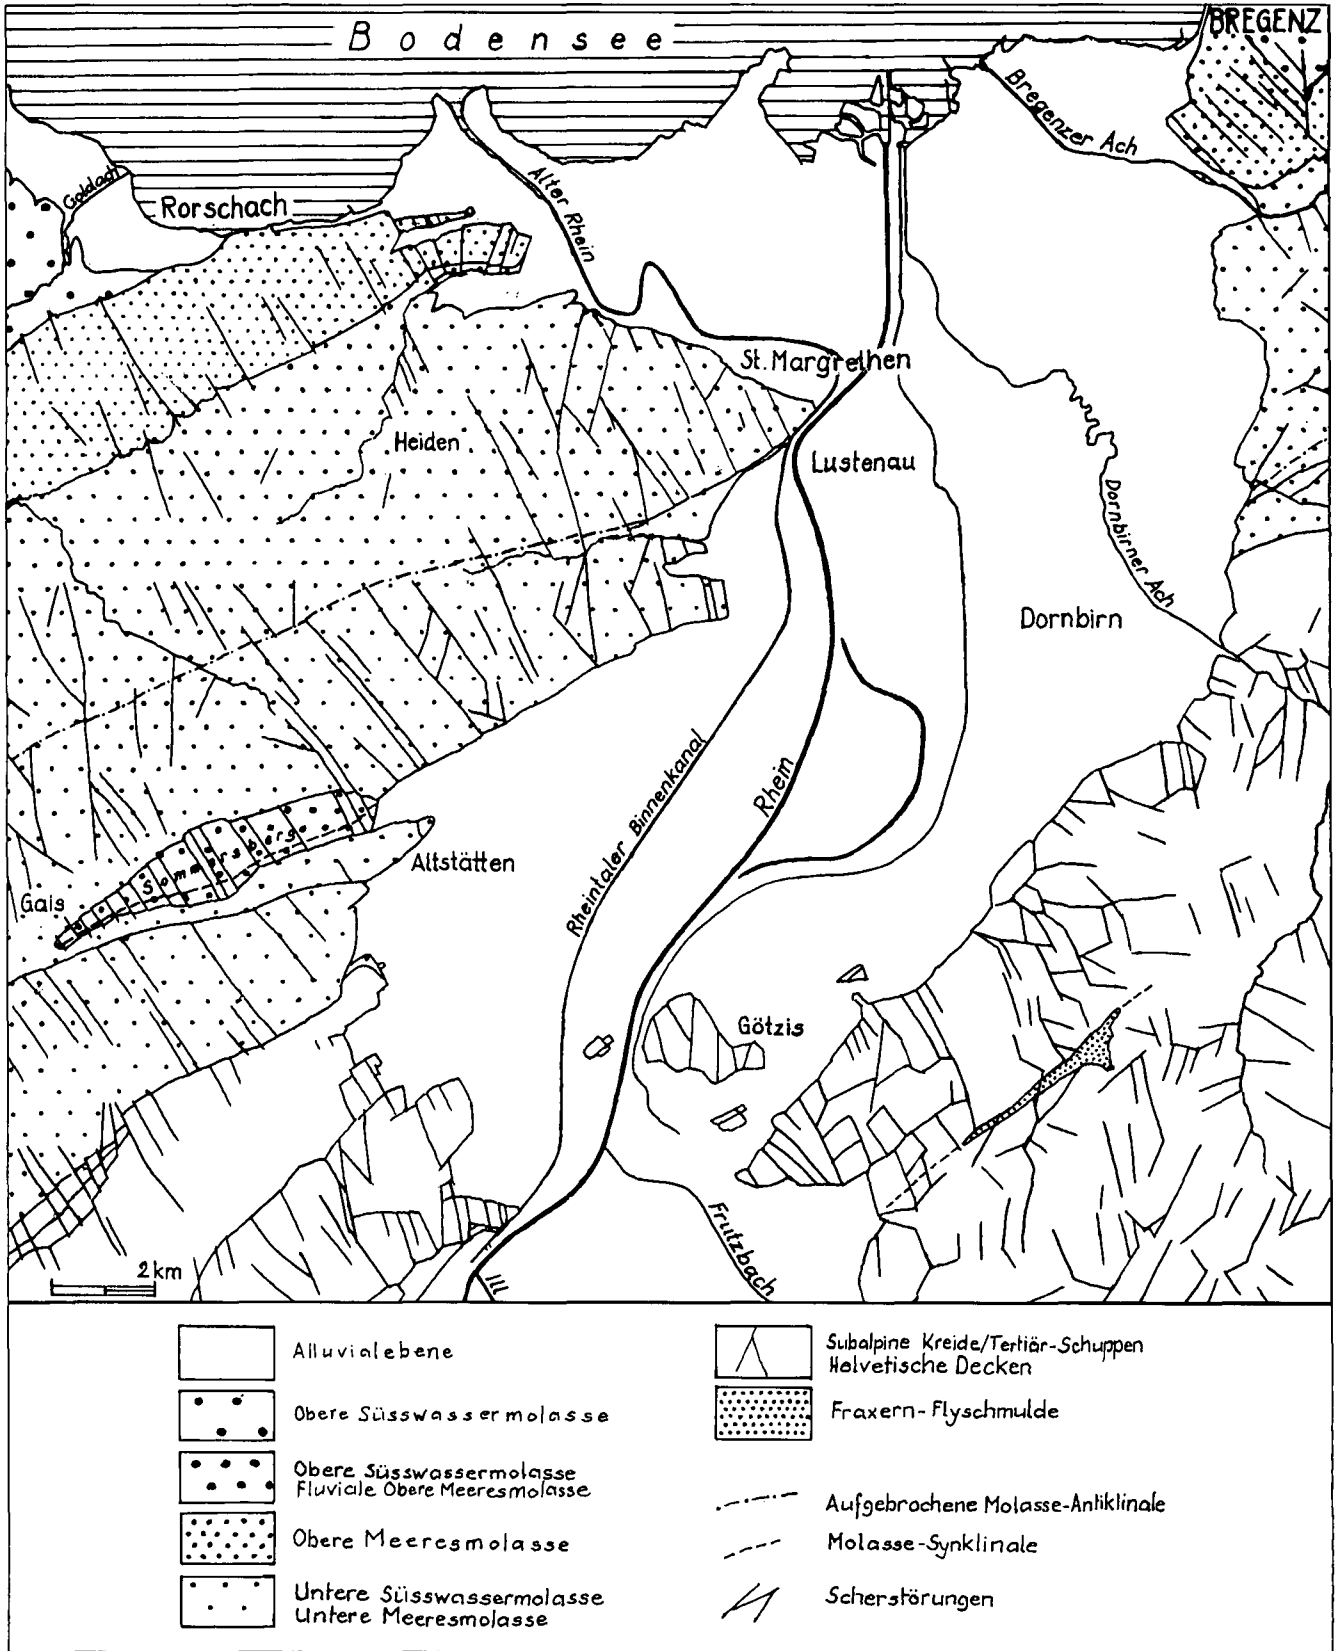 BREGENZ
Bodensee
Bregenzer Ach
Goldach
Rorschach
Alter Rhein
St. Margrethen
Heiden
Lustenau
Dornbirner Ach
Dornbirn
Rheintaler Binnenkanal
Rhein
Sommersberg
Altstätten
Gais
Götzis
Frutzbach
2 km
Ill
Alluvialebene
Obere Süsswassermolasse
Obere Süsswassermolasse
Fluviale Obere Meeresmolasse
Obere Meeresmolasse
Untere Süsswassermolasse
Untere Meeresmolasse
Subalpine Kreide/Tertiär-Schuppen
Helvetische Decken
Fraxern-Flyschmulde
Aufgebrochene Molasse-Antiklinale
Molasse-Synklinale
Scherstörungen